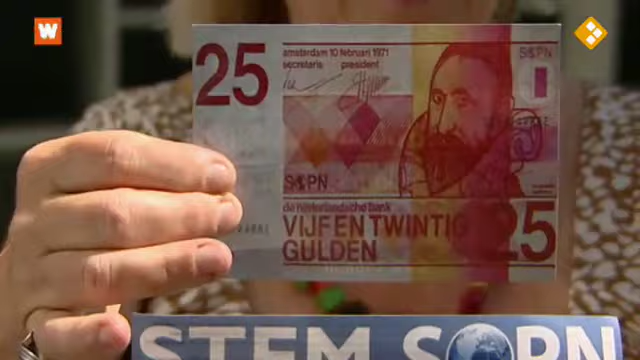 W
25
amsterdam 10 februari 1971
secretaris president
S$PN
S$PN
de nederlandsche bank
VIJF EN TWINTIG
GULDEN
25
STEM SOPN